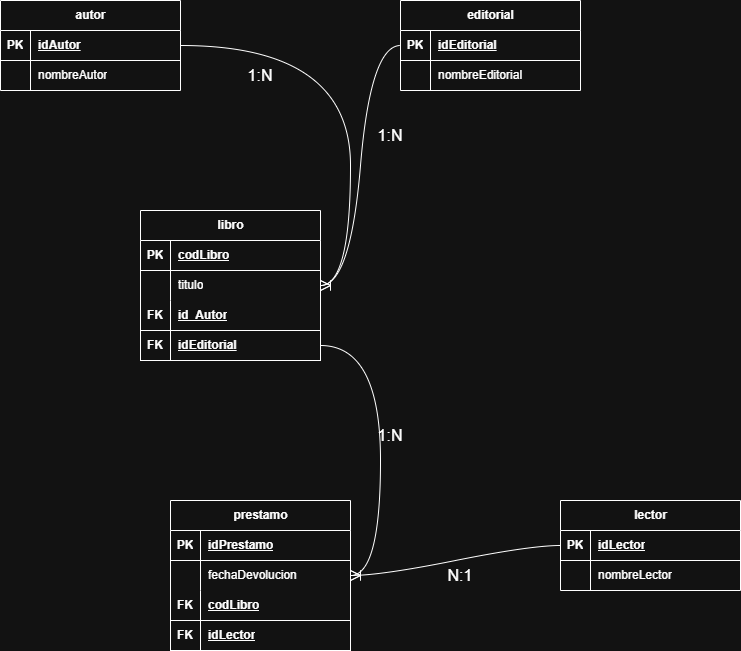 autor
PK idAutor
nombreAutor
editorial
PK idEditorial
nombreEditorial
1:N
1:N
libro
PK codLibro
titulo
FK id_Autor
FK idEditorial
1:N
prestamo
PK idPrestamo
fechaDevolucion
FK codLibro
FK idLector
N:1
lector
PK idLector
nombreLector